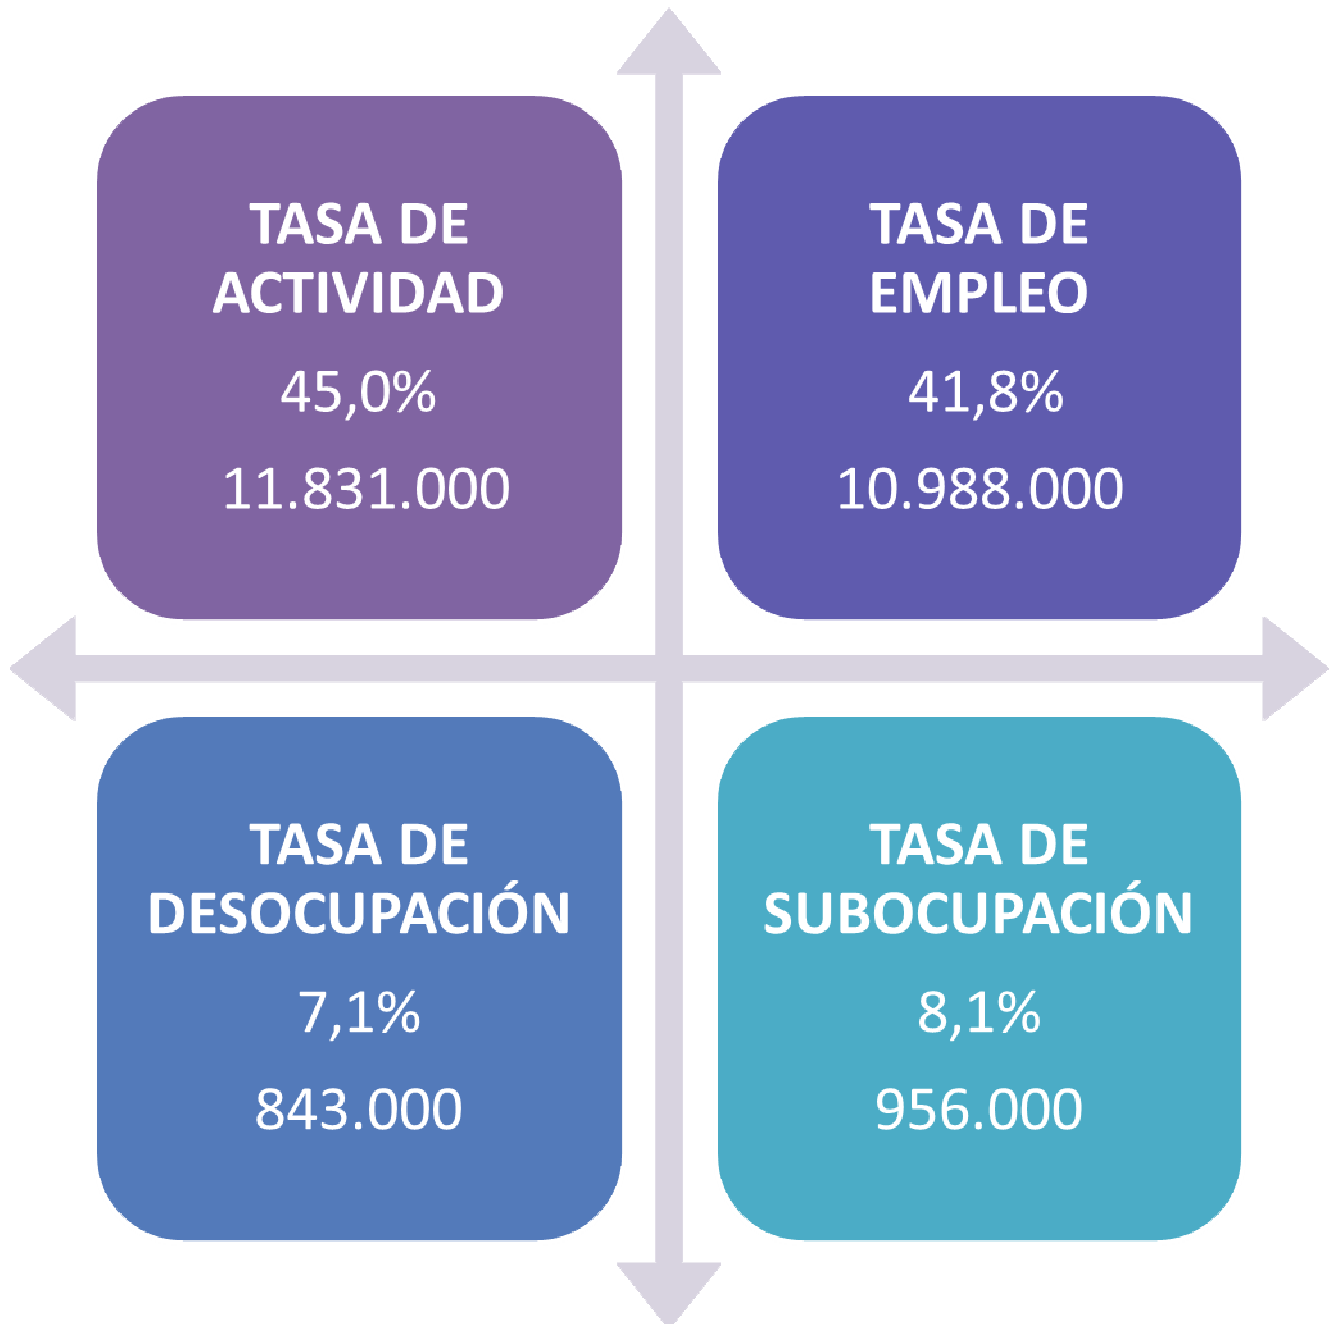 TASA DE
ACTIVIDAD
45,0%
11.831.000
TASA DE
EMPLEO
41,8%
10.988.000
TASA DE
DESOCUPACIÓN
7,1%
843.000
TASA DE
SUBOCUPACIÓN
8,1%
956.000